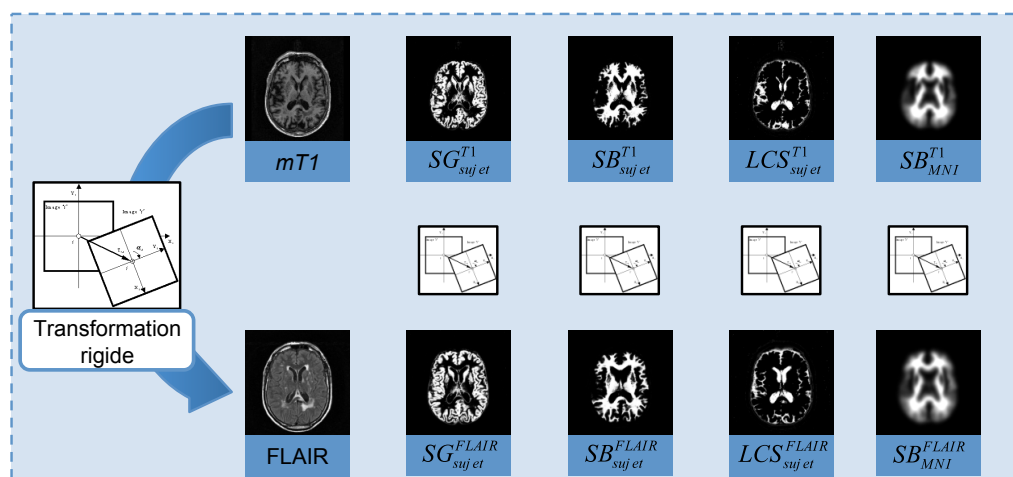 mT1
SG^{T1}_{sujet}
SB^{T1}_{sujet}
LCS^{T1}_{sujet}
SB^{T1}_{MNI}
Transformation
rigide
FLAIR
SG^{FLAIR}_{sujet}
SB^{FLAIR}_{sujet}
LCS^{FLAIR}_{sujet}
SB^{FLAIR}_{MNI}